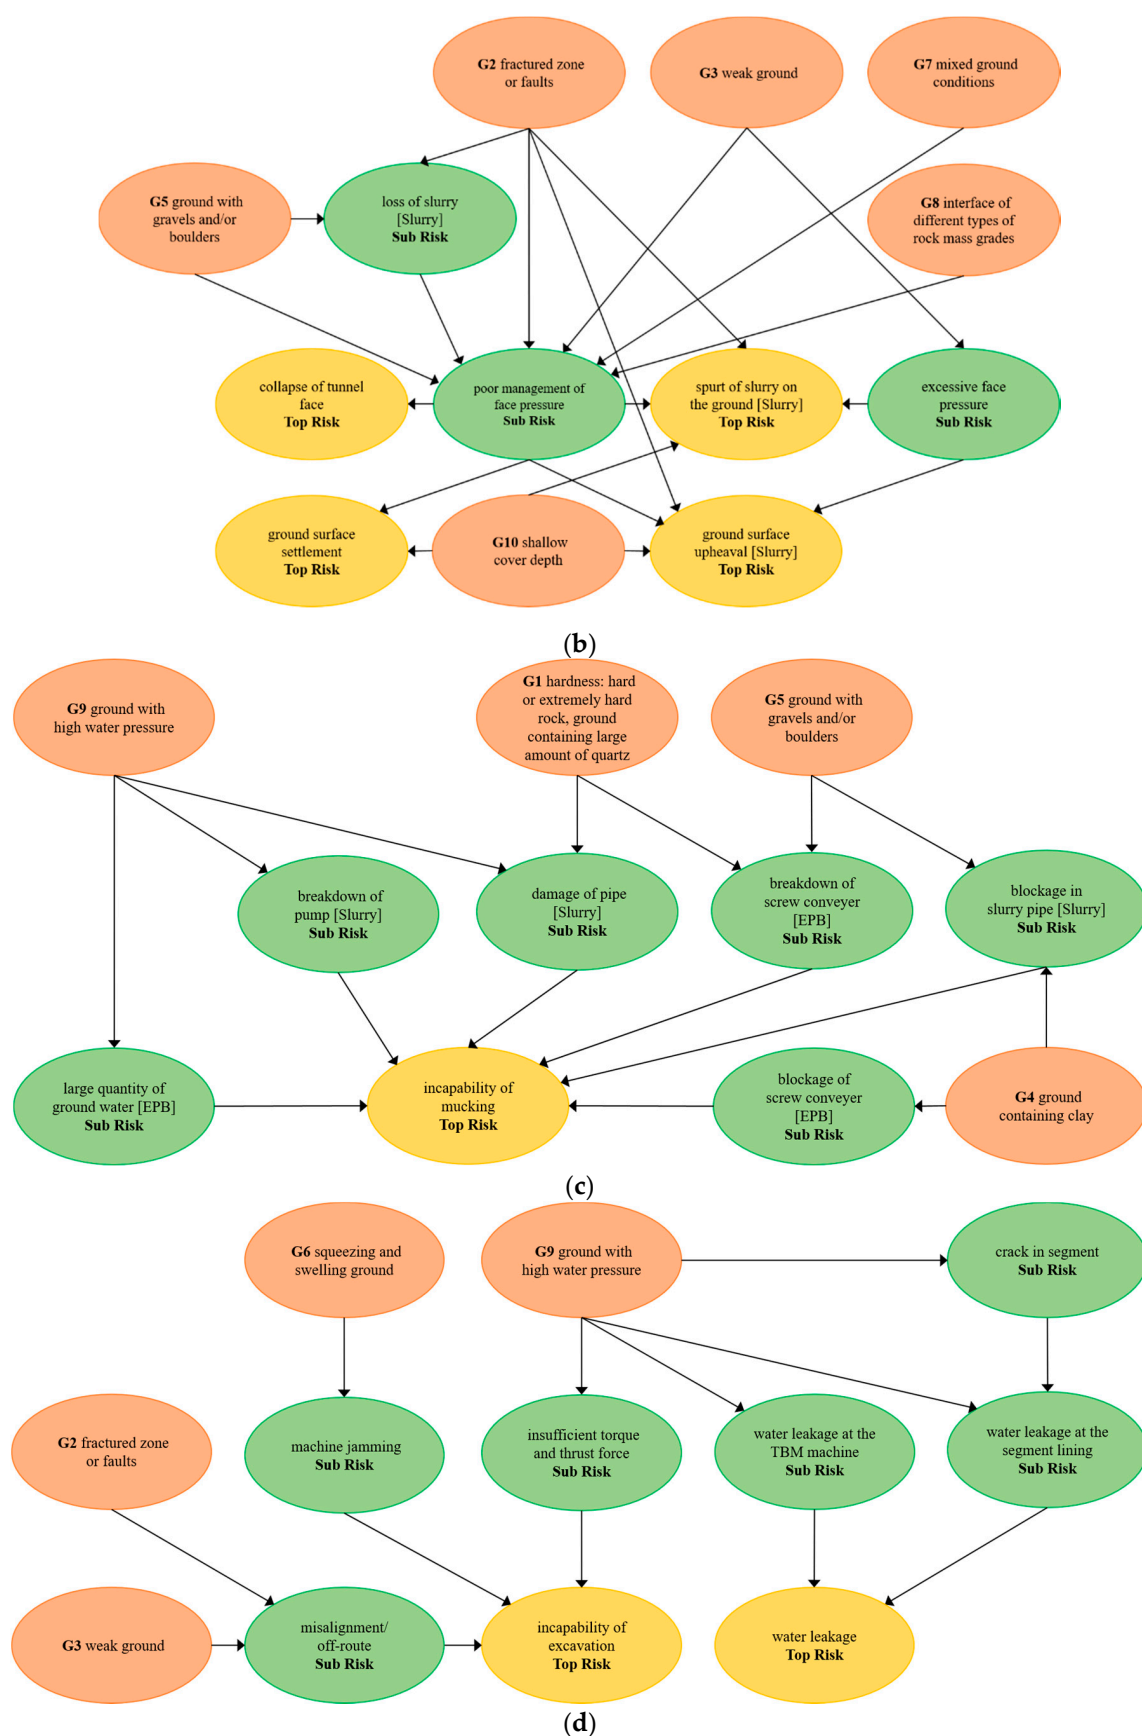 G2 fractured zone
or faults
G3 weak ground
G7 mixed ground
conditions
G5 ground with
gravels and/or
boulders
loss of slurry
[Slurry]
Sub Risk
G8 interface of
different types of
rock mass grades
collapse of tunnel
face
Top Risk
poor management of
face pressure
Sub Risk
spurt of slurry on
the ground [Slurry]
Top Risk
excessive face
pressure
Sub Risk
ground surface
settlement
Top Risk
G10 shallow
cover depth
ground surface
upheaval [Slurry]
Top Risk
(b)
G9 ground with
high water pressure
G1 hardness: hard
or extremely hard
rock, ground
containing large
amount of quartz
G5 ground with
gravels and/or
boulders
breakdown of
pump [Slurry]
Sub Risk
damage of pipe
[Slurry]
Sub Risk
breakdown of
screw conveyer
[EPB]
Sub Risk
blockage in
slurry pipe [Slurry]
Sub Risk
large quantity of
ground water [EPB]
Sub Risk
incapability of
mucking
Top Risk
blockage of
screw conveyer
[EPB]
Sub Risk
G4 ground
containing clay
(c)
G6 squeezing and
swelling ground
G9 ground with
high water pressure
crack in segment
Sub Risk
G2 fractured zone
or faults
machine jamming
Sub Risk
insufficient torque
and thrust force
Sub Risk
water leakage at the
TBM machine
Sub Risk
water leakage at the
segment lining
Sub Risk
G3 weak ground
misalignment/
off-route
Sub Risk
incapability of
excavation
Top Risk
water leakage
Top Risk
(d)